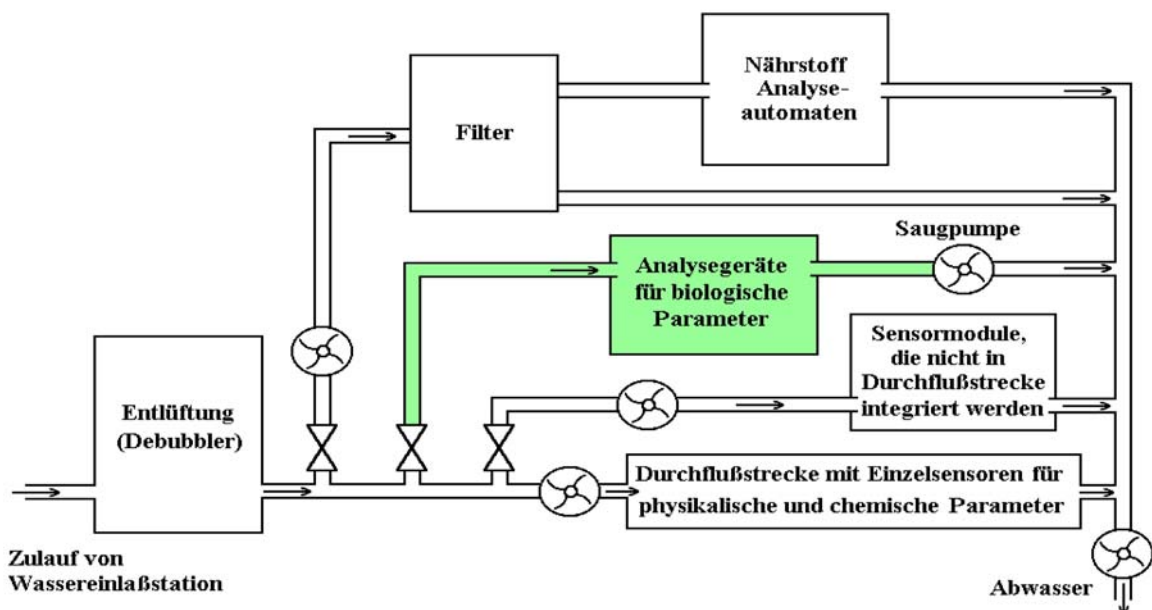 Nährstoff
Analyse-
automaten
Filter
Saugpumpe
Analysegeräte
für biologische
Parameter
Sensormodule,
die nicht in
Durchflußstrecke
integriert werden
Entlüftung
(Debubbler)
Durchflußstrecke mit Einzelsensoren für
physikalische und chemische Parameter
Zulauf von
Wassereinlaßstation
Abwasser